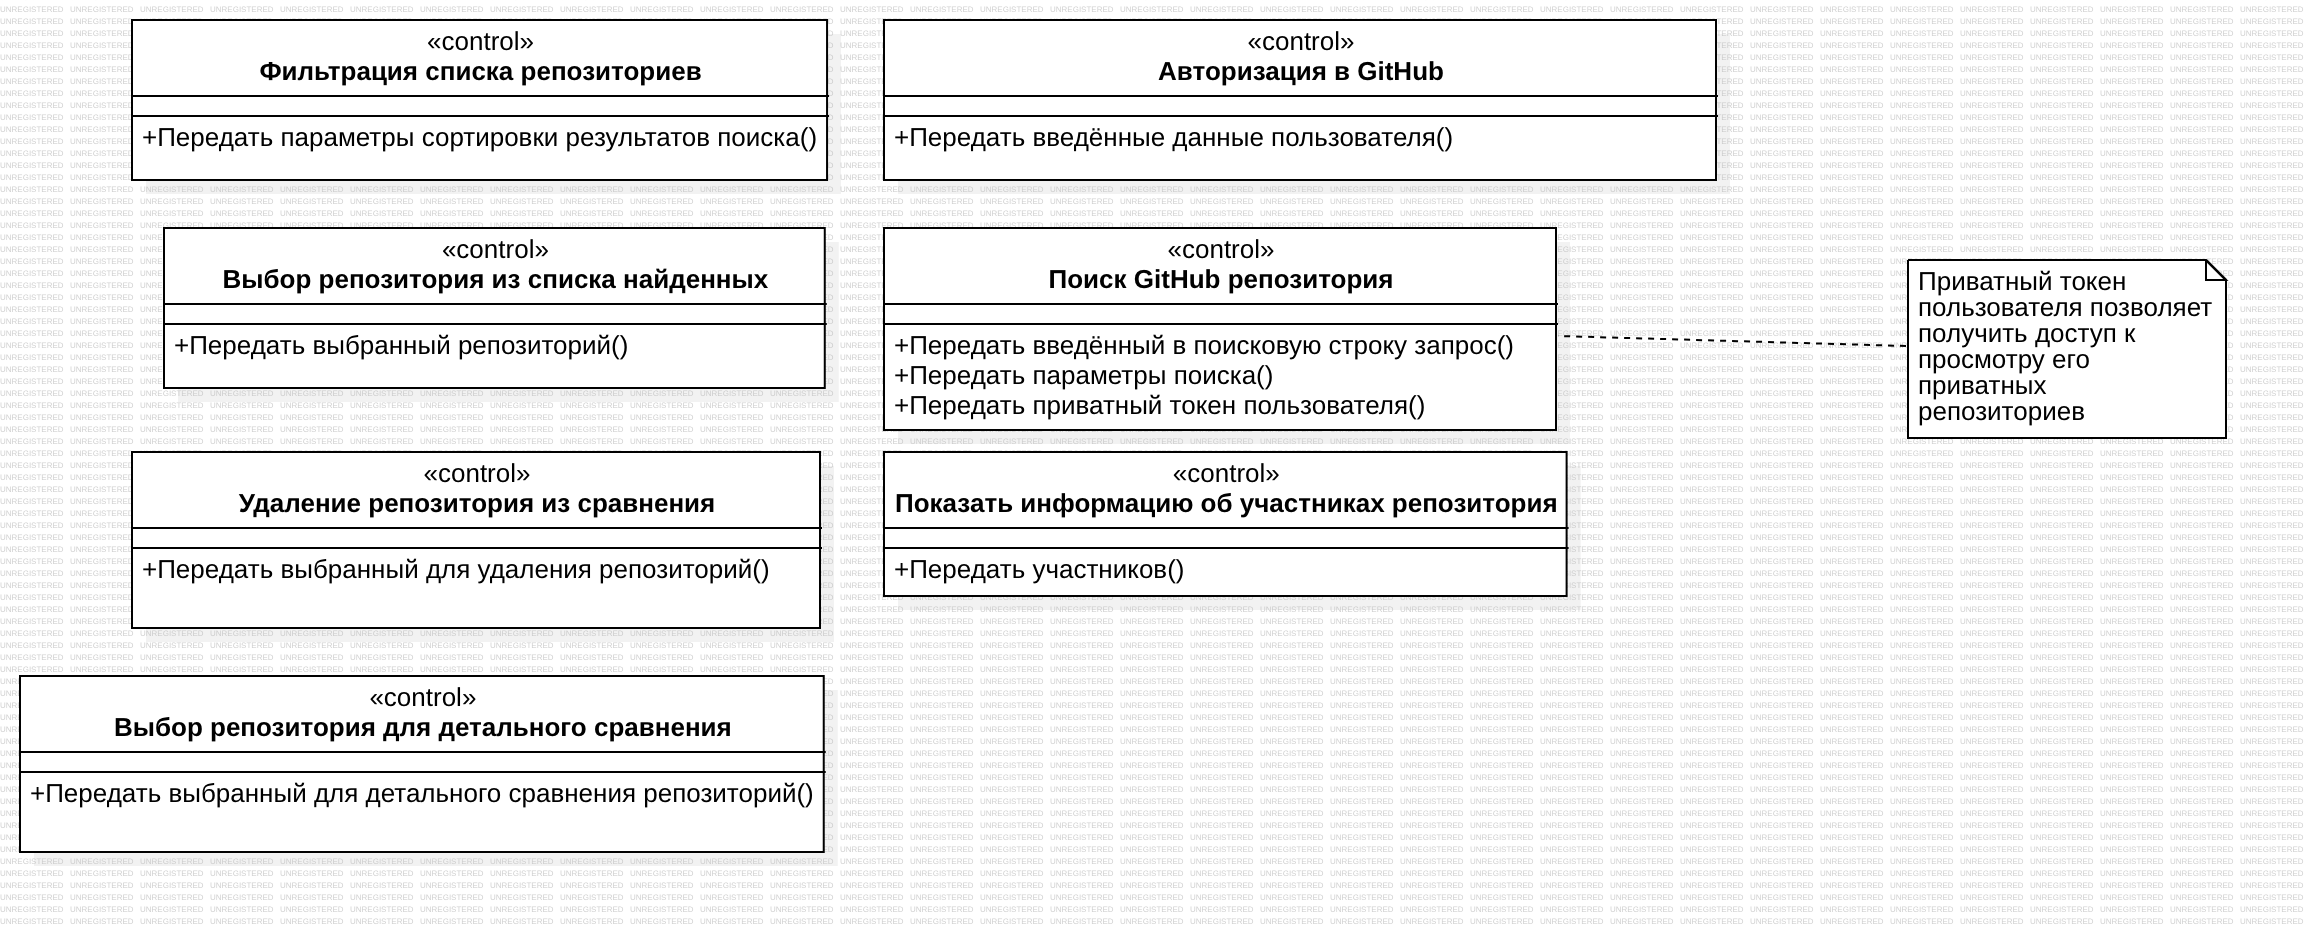 «control»
Фильтрация списка репозиториев
+Передать параметры сортировки результатов поиска()
«control»
Авторизация в GitHub
+Передать введённые данные пользователя()
«control»
Выбор репозитория из списка найденных
+Передать выбранный репозиторий()
«control»
Поиск GitHub репозитория
+Передать введённый в поисковую строку запрос()
+Передать параметры поиска()
+Передать приватный токен пользователя()
Приватный токен
пользователя позволяет
получить доступ к
просмотру его
приватных
репозиториев
«control»
Удаление репозитория из сравнения
+Передать выбранный для удаления репозиторий()
«control»
Показать информацию об участниках репозитория
+Передать участников()
«control»
Выбор репозитория для детального сравнения
+Передать выбранный для детального сравнения репозиторий()
UNREGISTERED